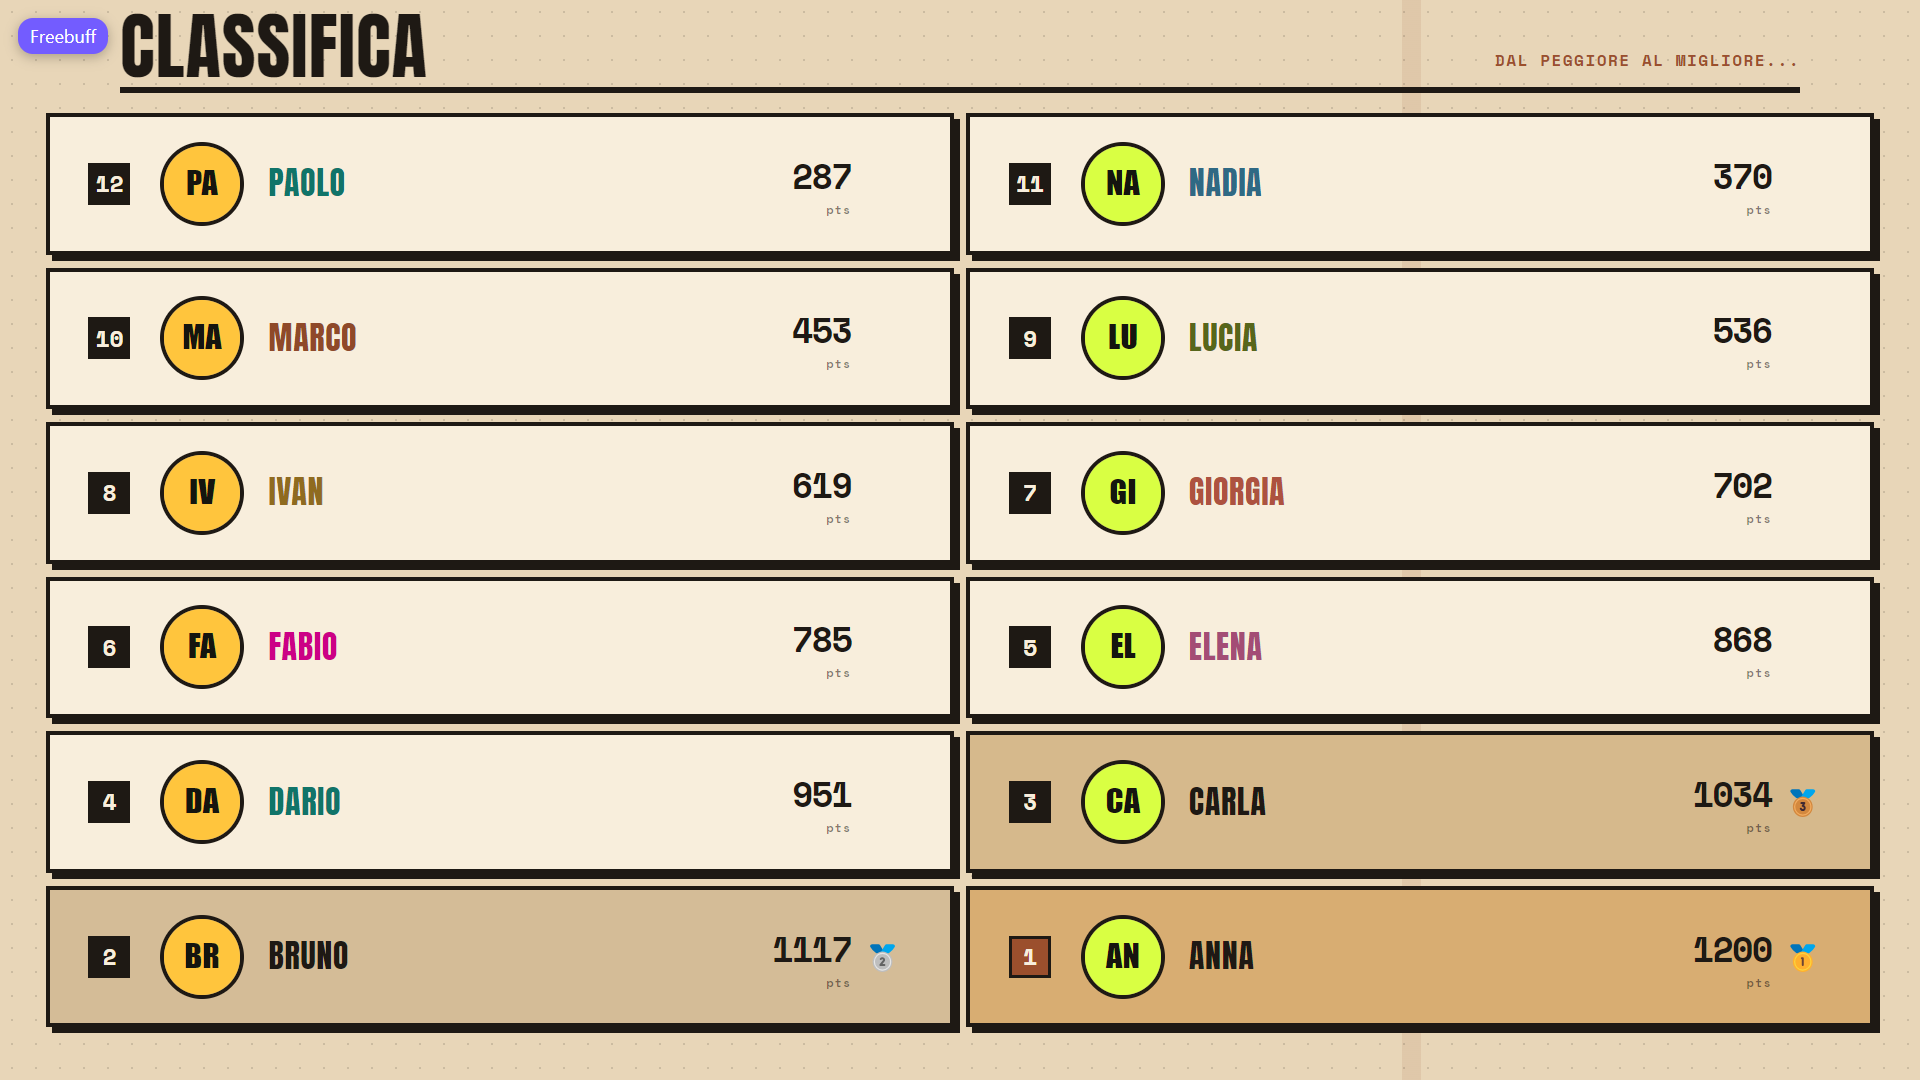 Freebuff
CLASSIFICA
DAL PEGGIORE AL MIGLIORE...
12 PA PAOLO 287 pts
11 NA NADIA 370 pts
10 MA MARCO 453 pts
9 LU LUCIA 536 pts
8 IV IVAN 619 pts
7 GI GIORGIA 702 pts
6 FA FABIO 785 pts
5 EL ELENA 868 pts
4 DA DARIO 951 pts
3 CA CARLA 1034 pts 3
2 BR BRUNO 1117 pts 2
1 AN ANNA 1200 pts 1